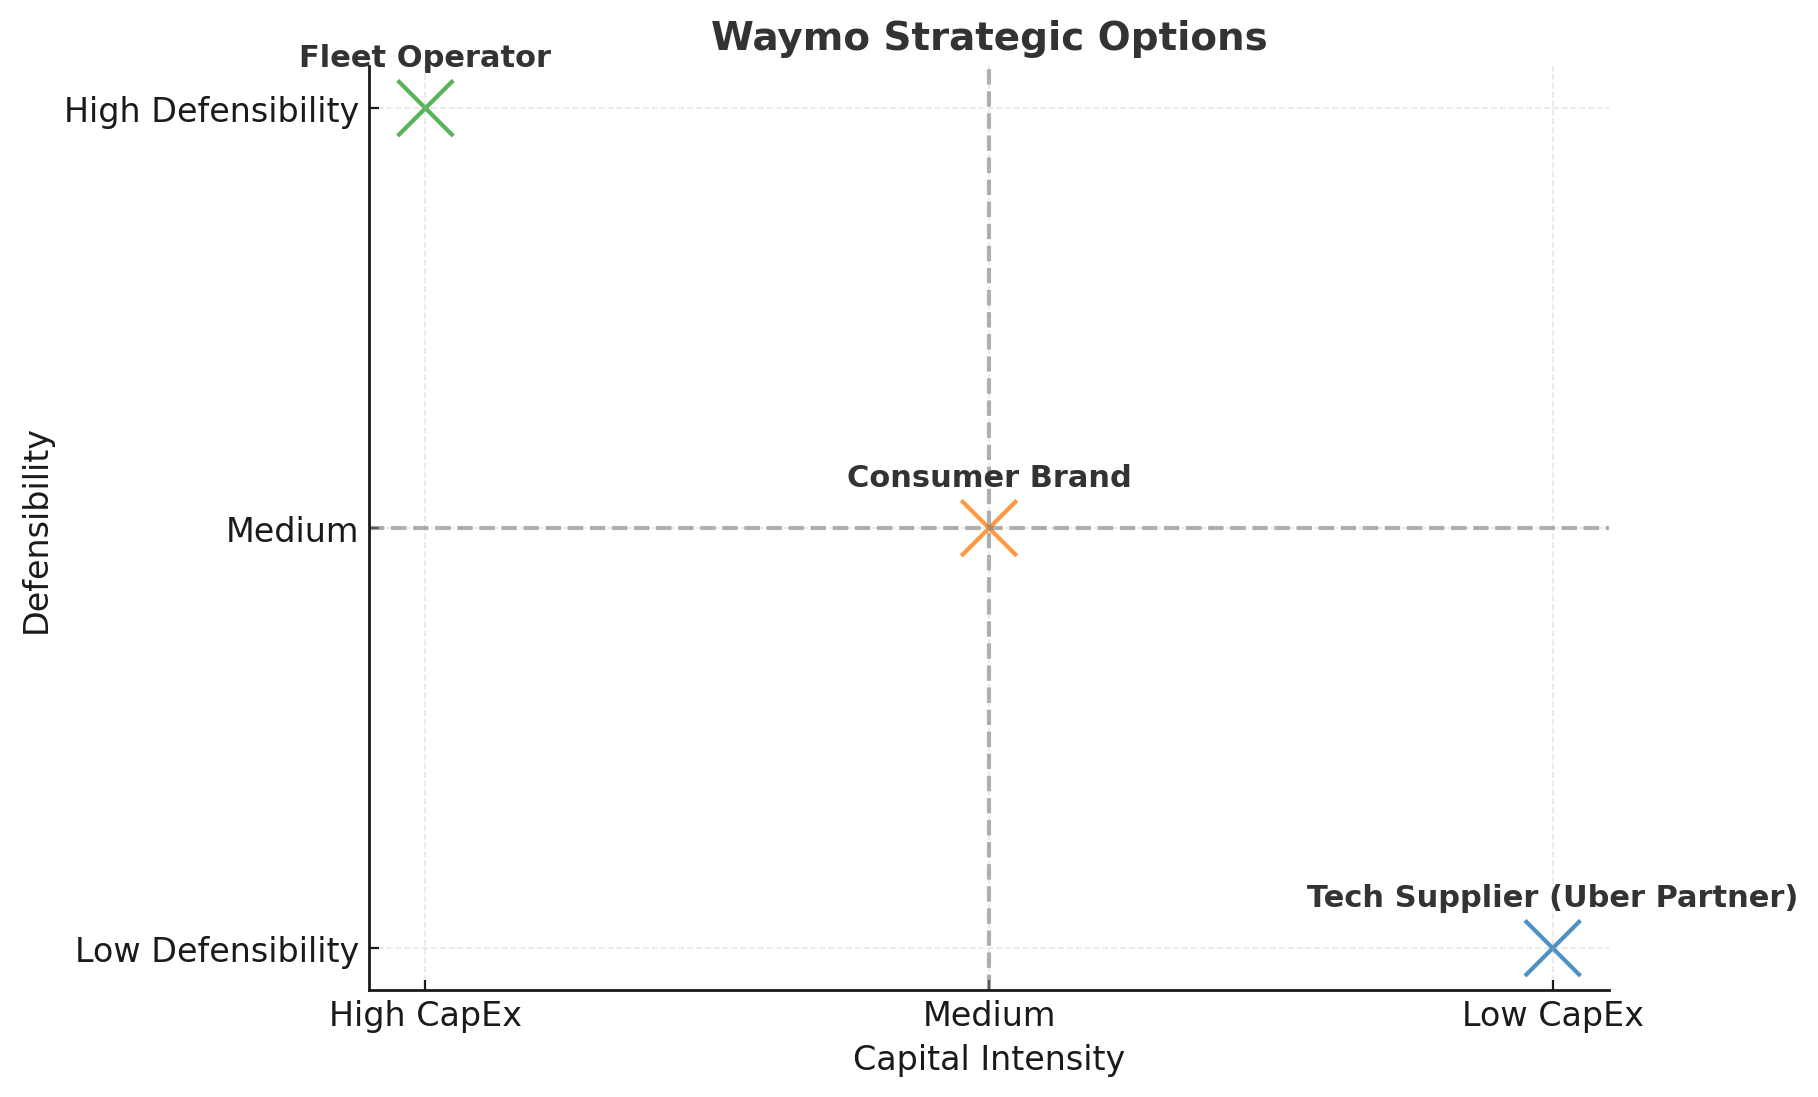 Waymo Strategic Options
Fleet Operator
High Defensibility
Consumer Brand
Medium
Defensibility
Tech Supplier (Uber Partner)
Low Defensibility
High CapEx
Medium
Low CapEx
Capital Intensity